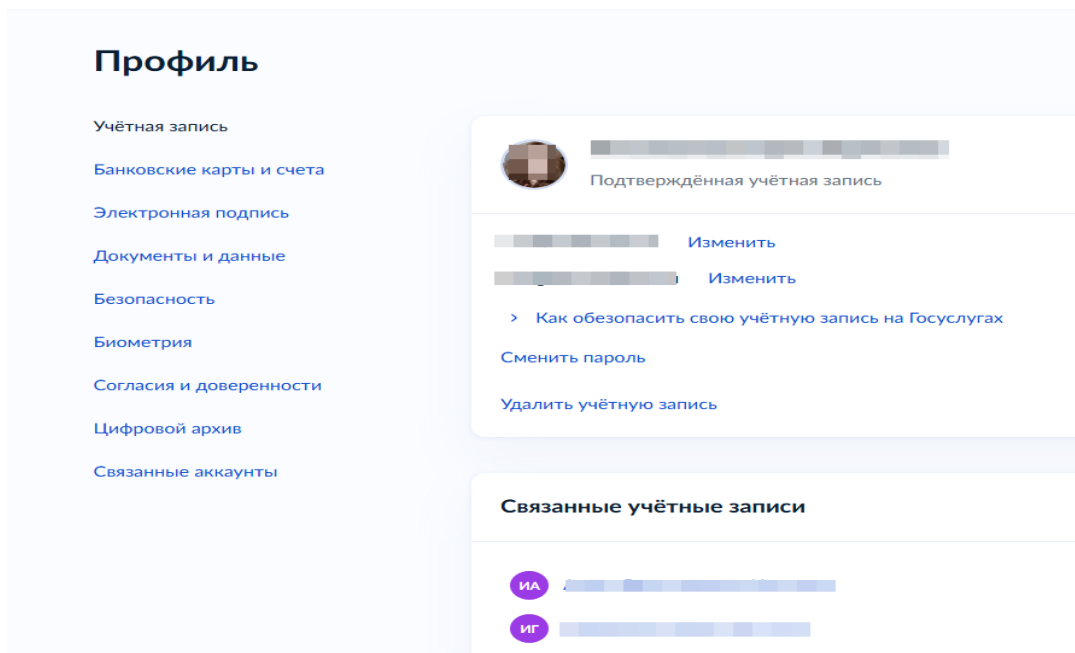 Профиль
Учётная запись
Банковские карты и счета
Электронная подпись
Документы и данные
Безопасность
Биометрия
Согласия и доверенности
Цифровой архив
Связанные аккаунты
Подтверждённая учётная запись
Изменить
Изменить
> Как обезопасить свою учётную запись на Госуслугах
Сменить пароль
Удалить учётную запись
Связанные учётные записи
ИА
ИГ